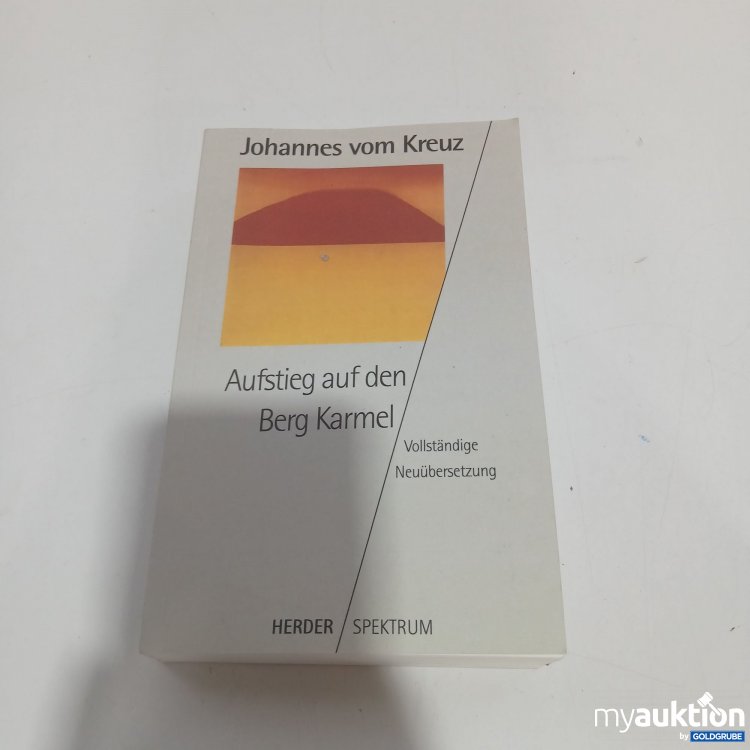 Johannes vom Kreuz
Aufstieg auf den
Berg Karmel
Vollständige
Neuübersetzung
HERDER / SPEKTRUM
myauktion
by GOLDGRUBE